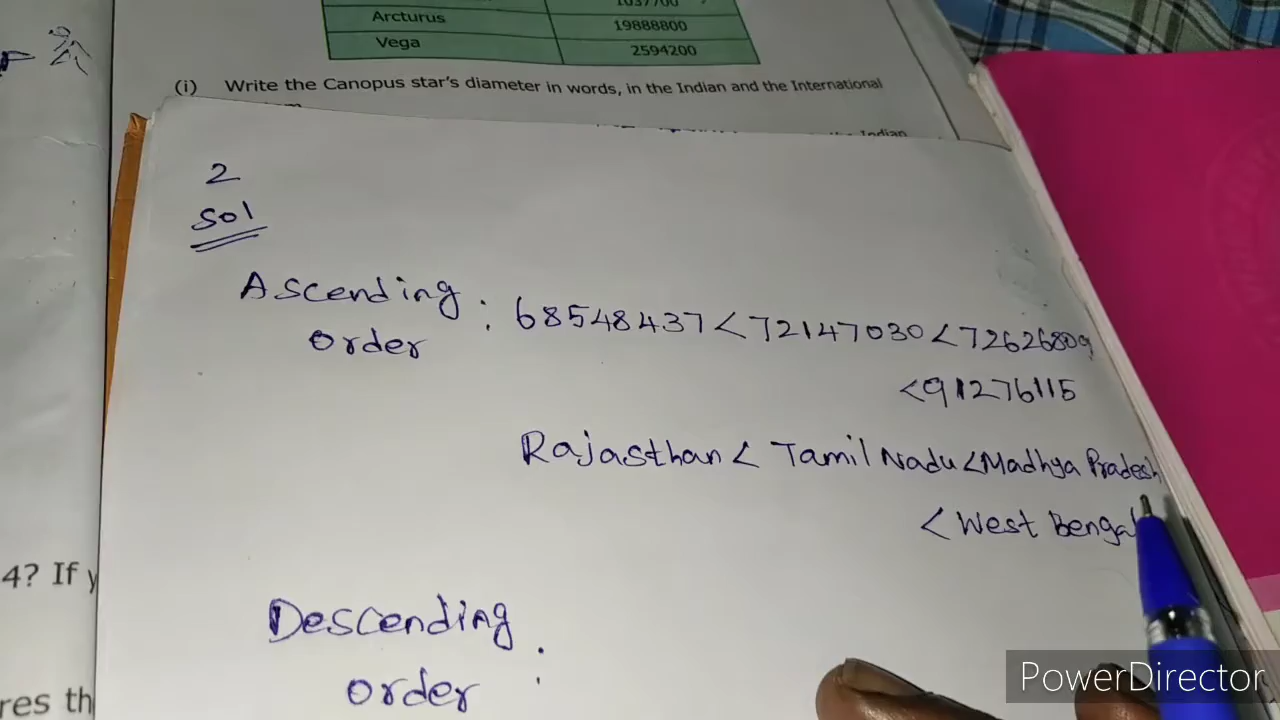 1037700
Arcturus 19888800
Vega 2594200
(i) Write the Canopus star's diameter in words, in the Indian and the International
Indian
2
Sol
Ascending order : 68548437 < 72147030 < 72626809
< 91276115
Rajasthan < Tamil Nadu < Madhya Pradesh
< West Bengal
4? If y
Descending order :
res th
PowerDirector